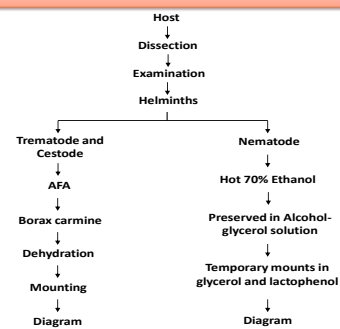 Host
Dissection
Examination
Helminths
Trematode and
Cestode
AFA
Borax carmine
Dehydration
Mounting
Diagram
Nematode
Hot 70% Ethanol
Preserved in Alcohol-
glycerol solution
Temporary mounts in
glycerol and lactophenol
Diagram